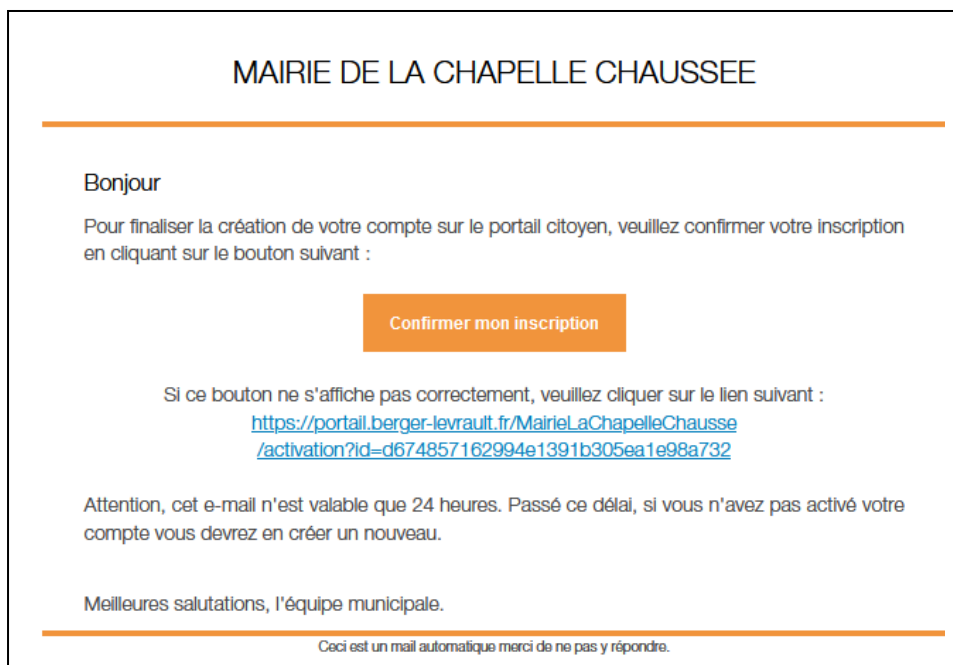 MAIRIE DE LA CHAPELLE CHAUSSEE
Bonjour
Pour finaliser la création de votre compte sur le portail citoyen, veuillez confirmer votre inscription
en cliquant sur le bouton suivant :
Confirmer mon inscription
Si ce bouton ne s'affiche pas correctement, veuillez cliquer sur le lien suivant :
https://portail.berger-levrault.fr/MairieLaChapelleChausse
/activation?id=d674857162994e1391b305ea1e98a732
Attention, cet e-mail n'est valable que 24 heures. Passé ce délai, si vous n'avez pas activé votre
compte vous devrez en créer un nouveau.
Meilleures salutations, l'équipe municipale.
Ceci est un mail automatique merci de ne pas y répondre.